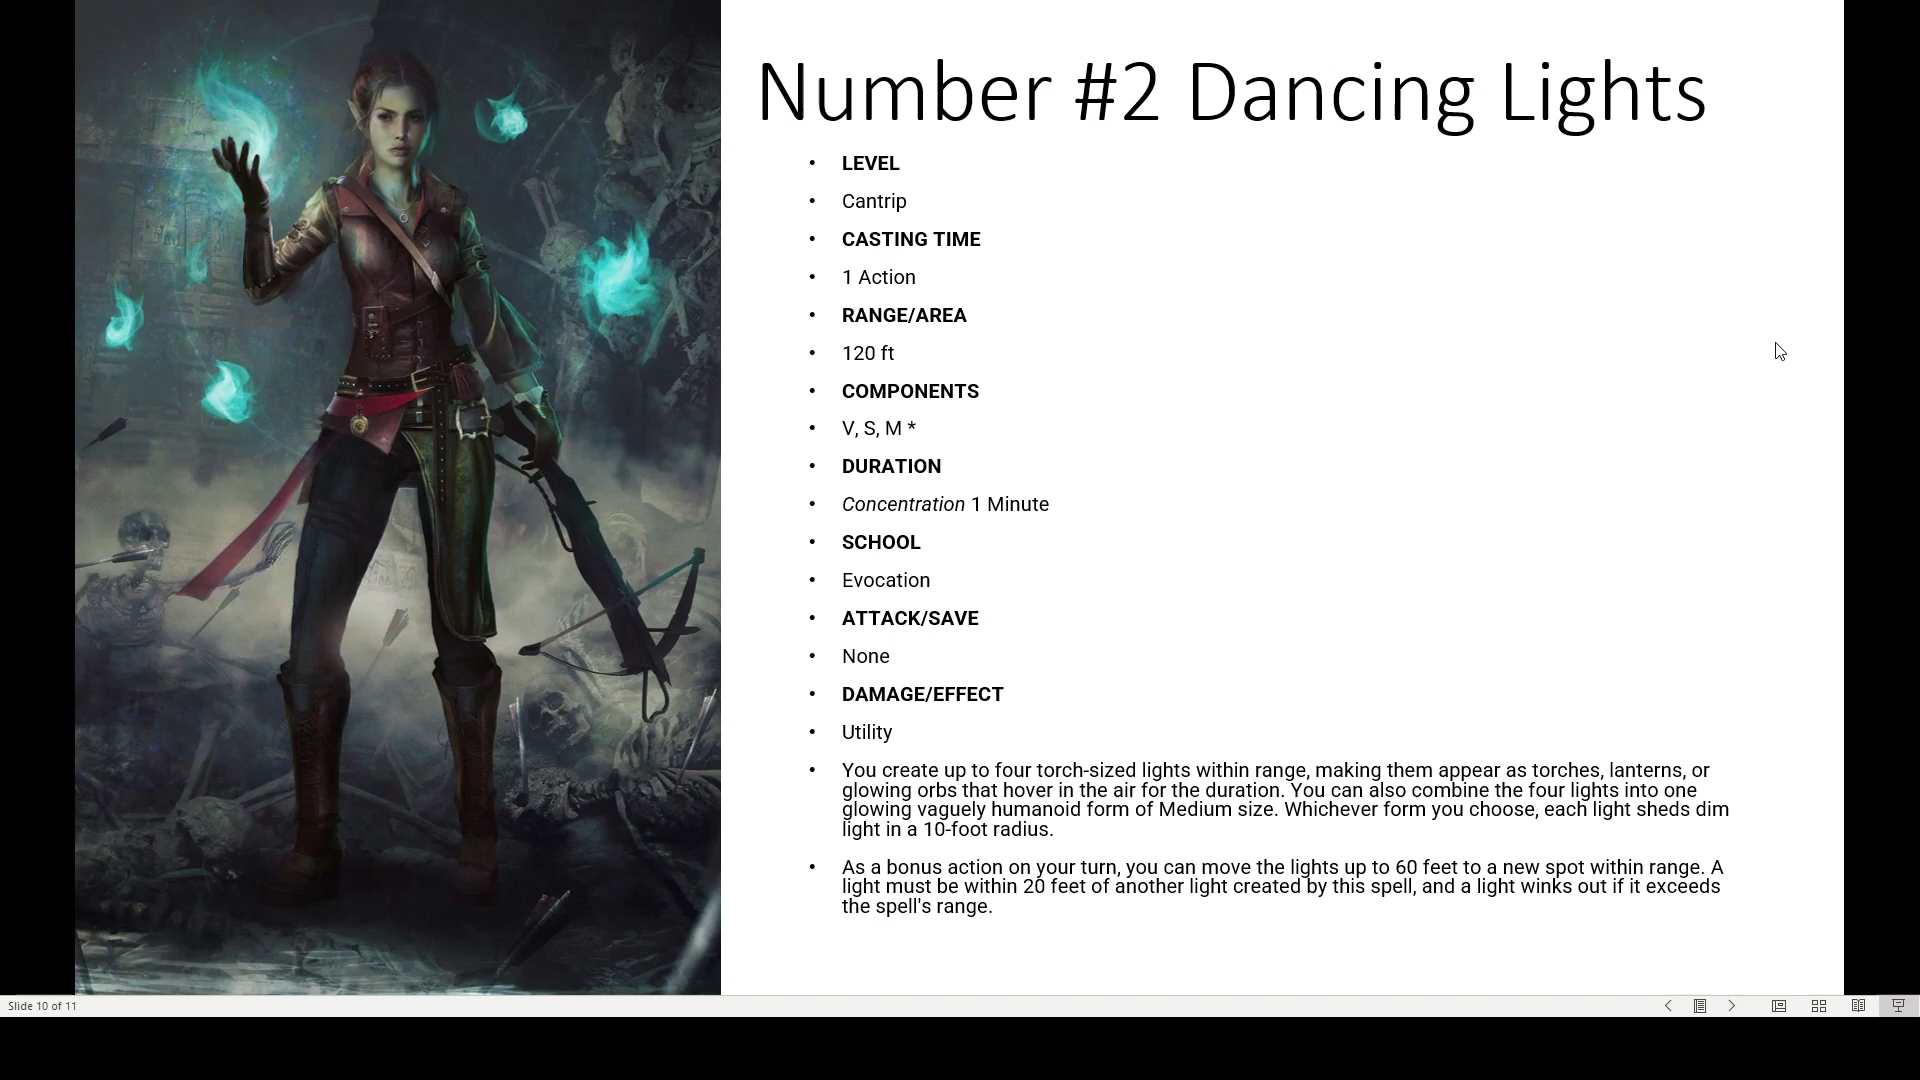 Number #2 Dancing Lights
• LEVEL
• Cantrip
• CASTING TIME
• 1 Action
• RANGE/AREA
• 120 ft
• COMPONENTS
• V, S, M *
• DURATION
• Concentration 1 Minute
• SCHOOL
• Evocation
• ATTACK/SAVE
• None
• DAMAGE/EFFECT
• Utility
• You create up to four torch-sized lights within range, making them appear as torches, lanterns, or
glowing orbs that hover in the air for the duration. You can also combine the four lights into one
glowing vaguely humanoid form of Medium size. Whichever form you choose, each light sheds dim
light in a 10-foot radius.
• As a bonus action on your turn, you can move the lights up to 60 feet to a new spot within range. A
light must be within 20 feet of another light created by this spell, and a light winks out if it exceeds
the spell's range.
Slide 10 of 11